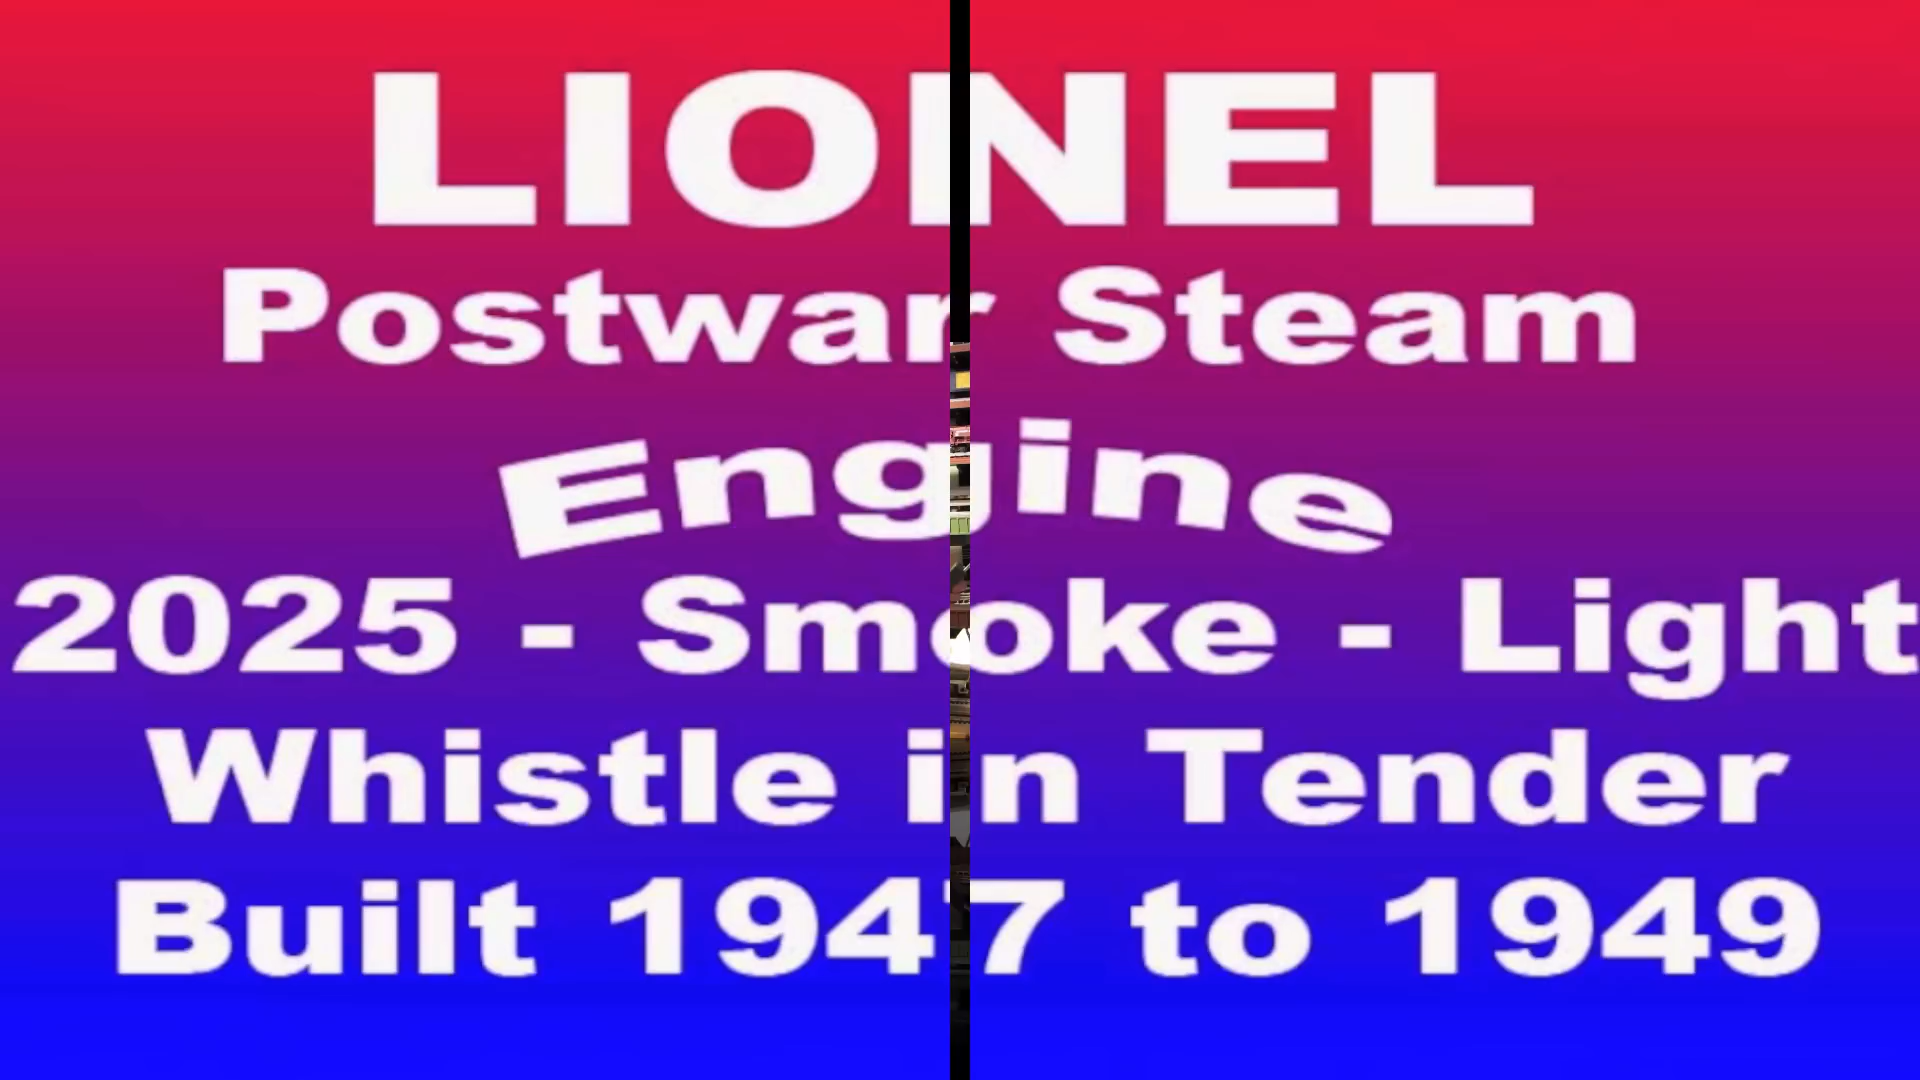 LIONEL
Postwar Steam
Engine
2025 - Smoke - Light
Whistle in Tender
Built 1947 to 1949